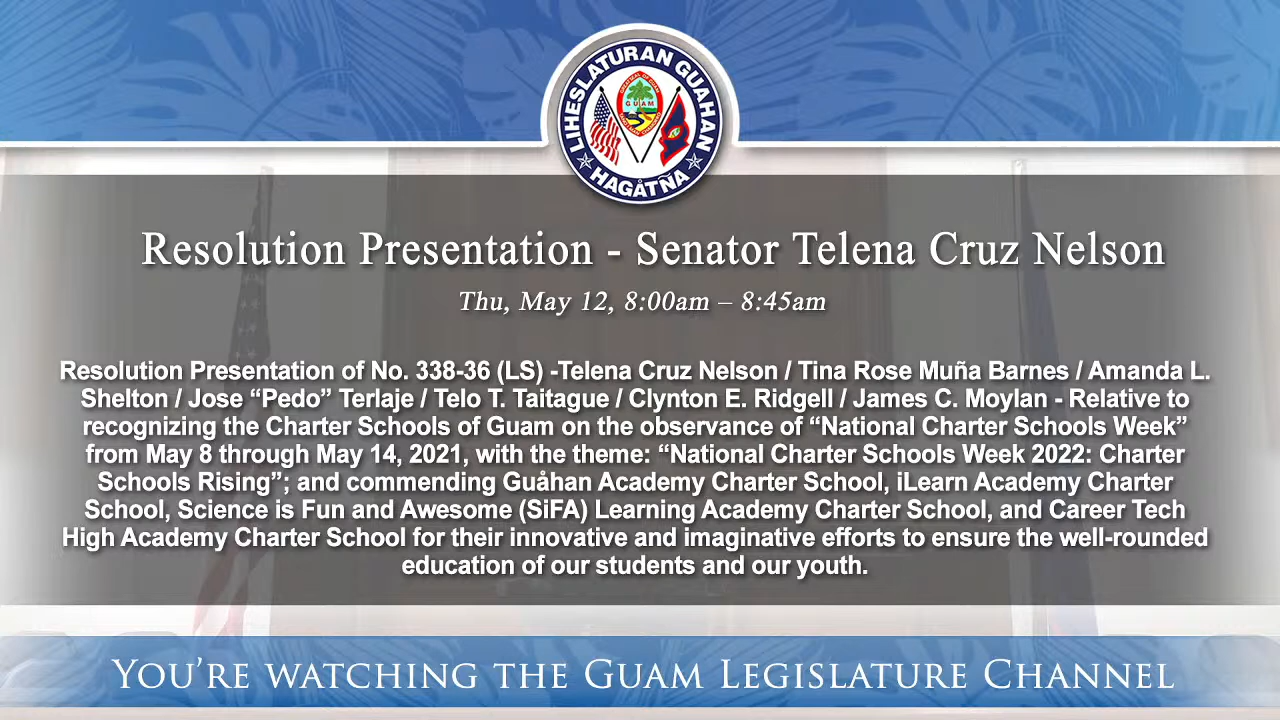 LIHESLATURAN GUAHAN
GUAM
HAGÅTÑA
Resolution Presentation - Senator Telena Cruz Nelson
Thu, May 12, 8:00am – 8:45am
Resolution Presentation of No. 338-36 (LS) -Telena Cruz Nelson / Tina Rose Muña Barnes / Amanda L.
Shelton / Jose “Pedo” Terlaje / Telo T. Taitague / Clynton E. Ridgell / James C. Moylan - Relative to
recognizing the Charter Schools of Guam on the observance of “National Charter Schools Week”
from May 8 through May 14, 2021, with the theme: “National Charter Schools Week 2022: Charter
Schools Rising”; and commending Guåhan Academy Charter School, iLearn Academy Charter
School, Science is Fun and Awesome (SiFA) Learning Academy Charter School, and Career Tech
High Academy Charter School for their innovative and imaginative efforts to ensure the well-rounded
education of our students and our youth.
You’re watching the Guam Legislature Channel